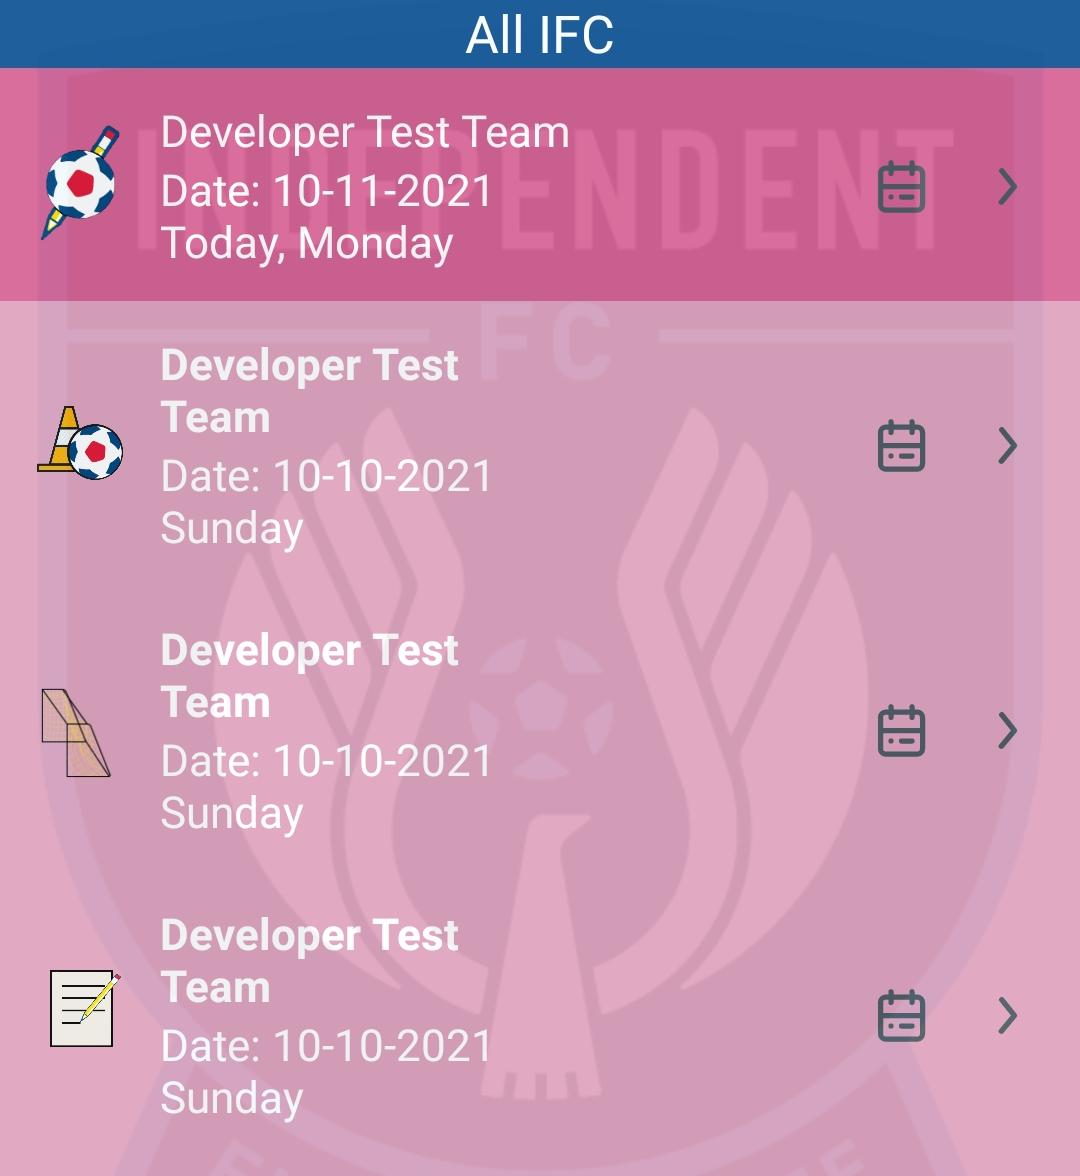 All IFC
INDEPENDENT
Developer Test Team
Date: 10-11-2021
Today, Monday
FC
Developer Test
Team
Date: 10-10-2021
Sunday
Developer Test
Team
Date: 10-10-2021
Sunday
Developer Test
Team
Date: 10-10-2021
Sunday